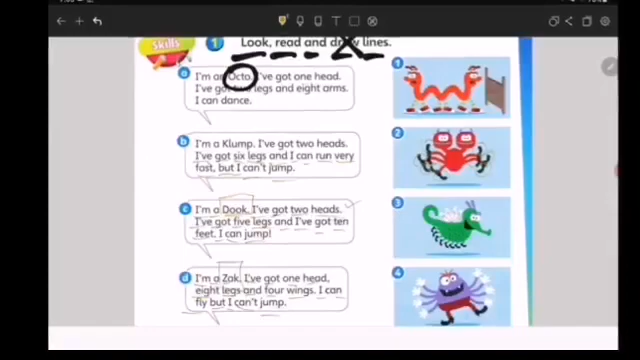 Skills
1 Look, read and draw lines.
a I'm an Octo. I've got one head.
I've got two legs and eight arms.
I can dance.
b I'm a Klump. I've got two heads.
I've got six legs and I can run very
fast, but I can't jump.
c I'm a Dook. I've got two heads.
I've got five legs and I've got ten
feet. I can jump!
d I'm a Zak. I've got one head,
eight legs and four wings. I can
fly but I can't jump.
1
2
3
4